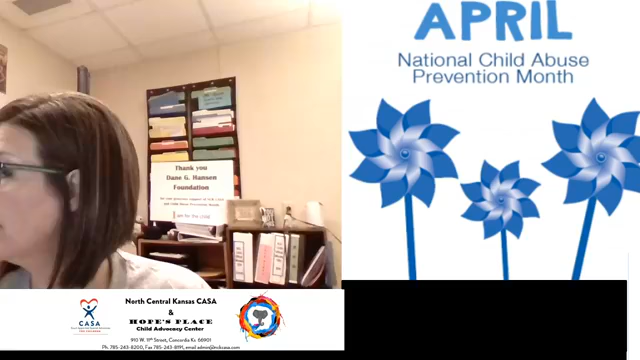 APRIL
National Child Abuse
Prevention Month
Thank you
Dane G. Hansen
Foundation
North Central Kansas CASA
&
HOPE'S PLACE
Child Advocacy Center
910 W. 11th Street, Concordia Ks. 66901
Ph. 785-243-8200, Fax 785-243-8191, email admin@nckcasa.com
CASA